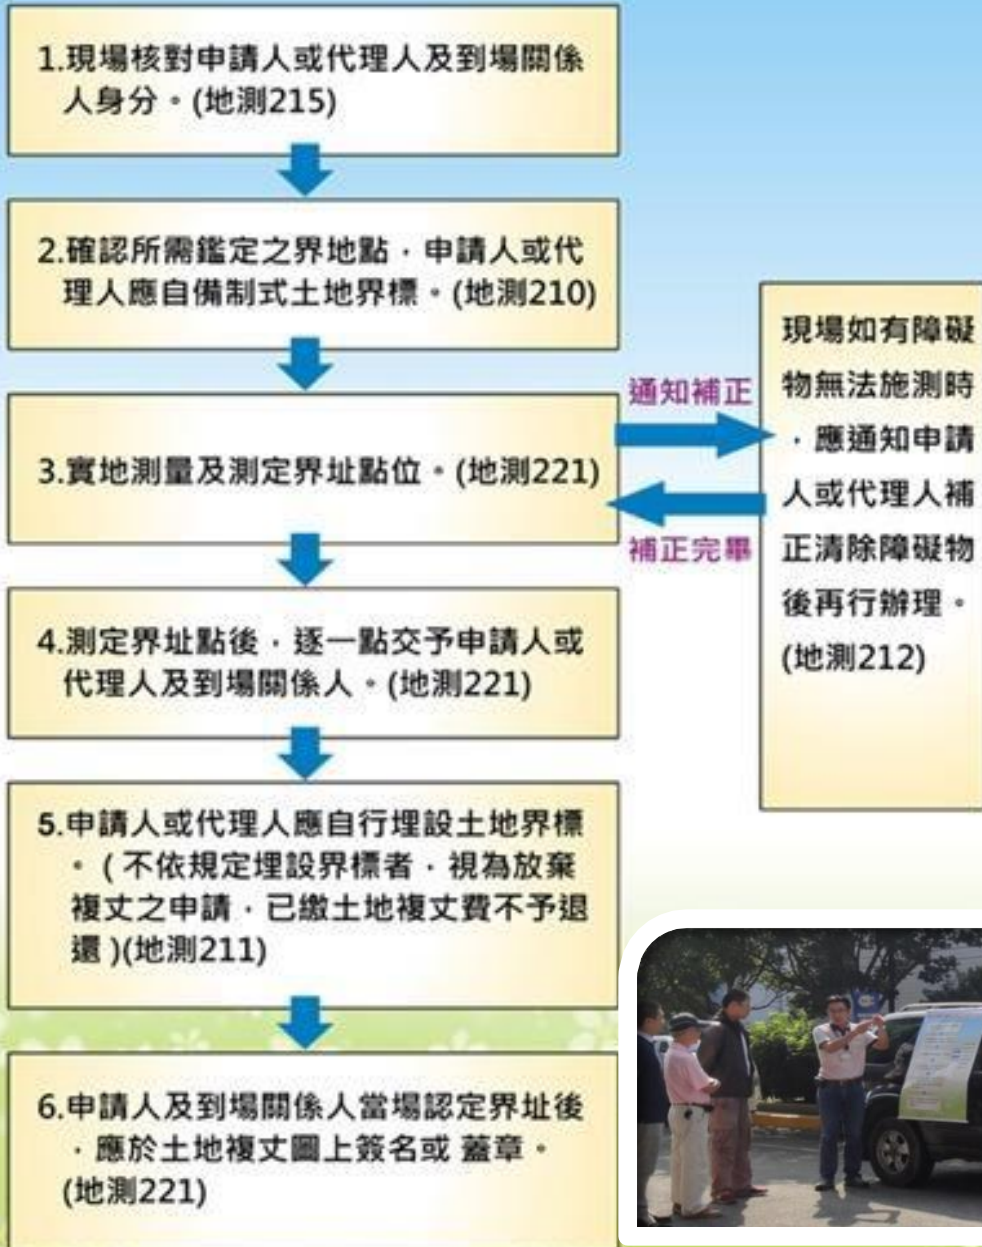 1.現場核對申請人或代理人及到場關係
人身分。(地測215)
2.確認所需鑑定之界地點，申請人或代
理人應自備制式土地界標。(地測210)
3.實地測量及測定界址點位。(地測221)
通知補正
補正完畢
現場如有障礙
物無法施測時
，應通知申請
人或代理人補
正清除障礙物
後再行辦理。
(地測212)
4.測定界址點後，逐一點交予申請人或
代理人及到場關係人。(地測221)
5.申請人或代理人應自行埋設土地界標
。(不依規定埋設界標者，視為放棄
複丈之申請，已繳土地複丈費不予退
還)(地測211)
6.申請人及到場關係人當場認定界址後
，應於土地複丈圖上簽名或 蓋章。
(地測221)